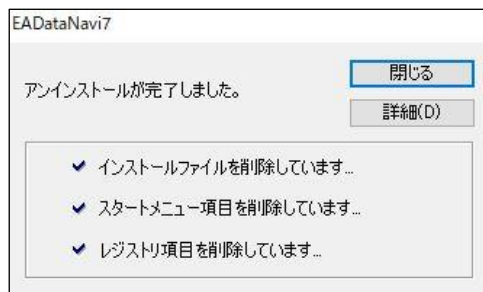 EADataNavi7
閉じる
アンインストールが完了しました。
詳細(D)
インストールファイルを削除しています...
スタートメニュー項目を削除しています...
レジストリ項目を削除しています...